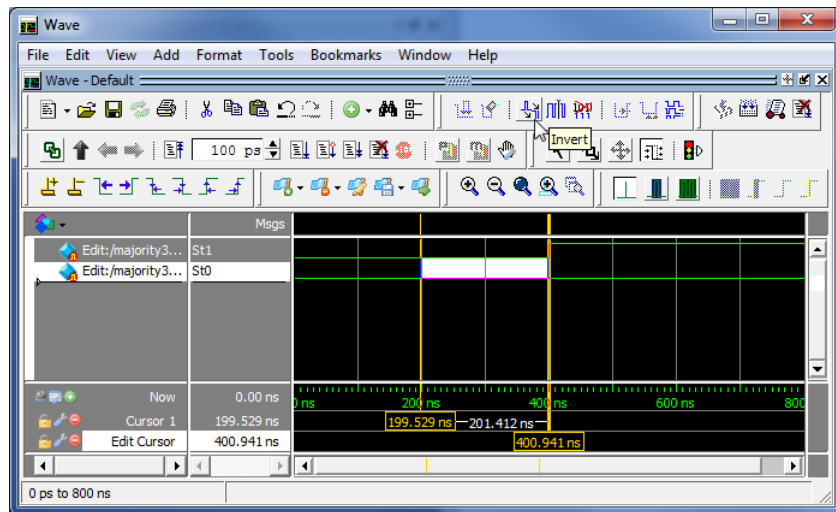 Wave
File Edit View Add Format Tools Bookmarks Window Help
Wave - Default
100 ps
Invert
Msgs
Edit:/majority3... St1
Edit:/majority3... St0
Now 0.00 ns
0 ns 200 ns 400 ns 600 ns 800
Cursor 1 199.529 ns
199.529 ns 201.412 ns
Edit Cursor 400.941 ns
400.941 ns
0 ps to 800 ns